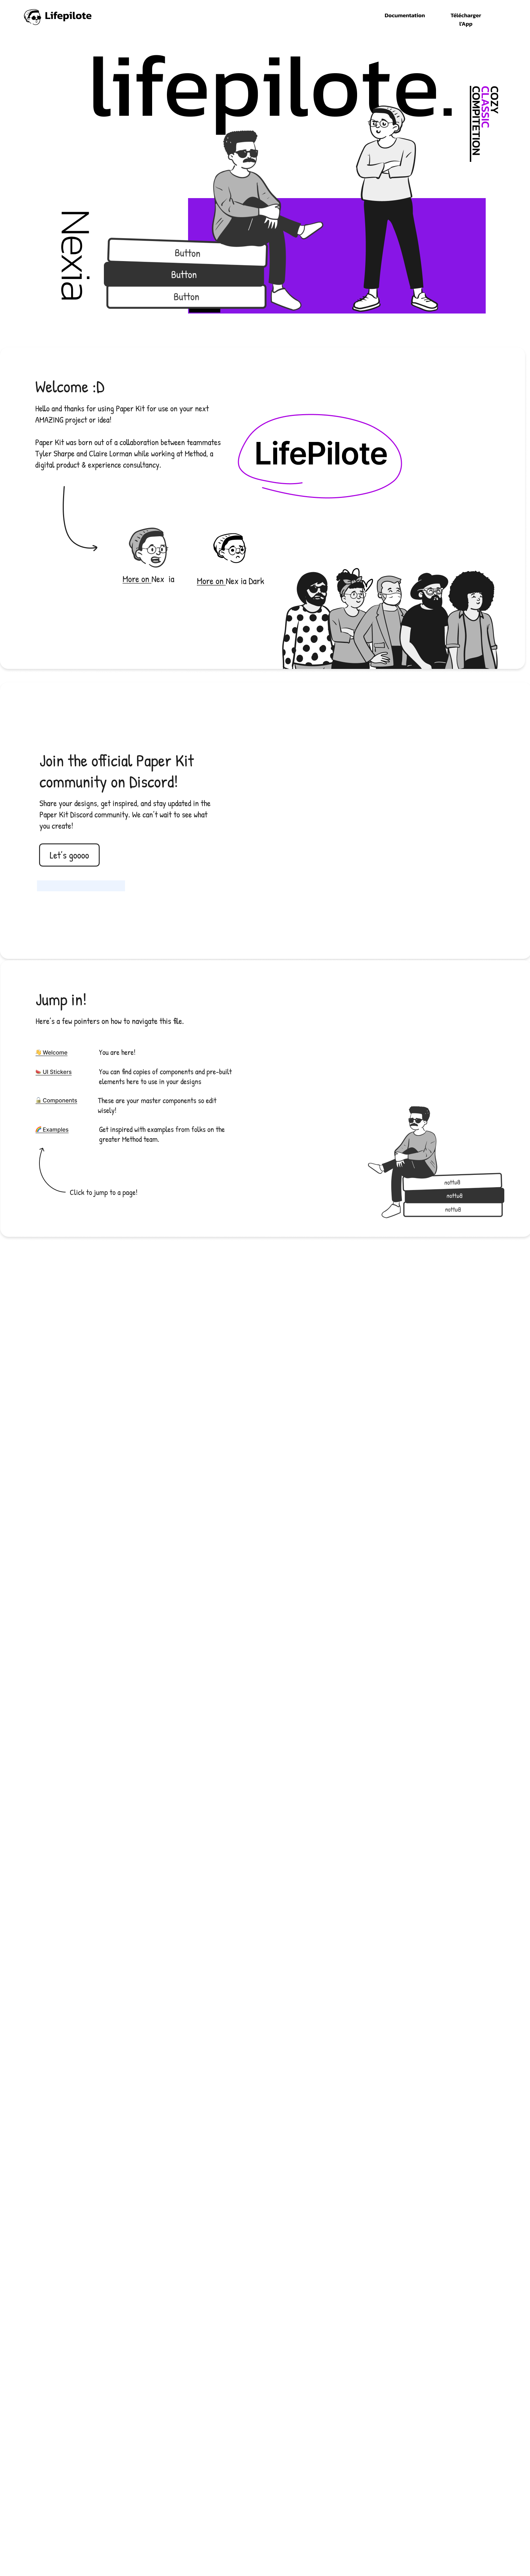 Lifepilote
Documentation
Télécharger
l'App
lifepilote.
COZY
CLASSIC
COMPITETION
Nexia
Button
Button
Button
Welcome :D
Hello and thanks for using Paper Kit for use on your next
AMAZING project or idea!
Paper Kit was born out of a collaboration between teammates
Tyler Sharpe and Claire Lorman while working at Method, a
digital product & experience consultancy.
LifePilote
More on Nex ia
More on Nex ia Dark
Join the official Paper Kit
community on Discord!
Share your designs, get inspired, and stay updated in the
Paper Kit Discord community. We can't wait to see what
you create!
Let's goooo
Jump in!
Here's a few pointers on how to navigate this file.
👋 Welcome
You are here!
🍉 UI Stickers
You can find copies of components and pre-built
elements here to use in your designs
🍃 Components
These are your master components so edit
wisely!
🌈 Examples
Get inspired with examples from folks on the
greater Method team.
Click to jump to a page!
Button
Button
Button